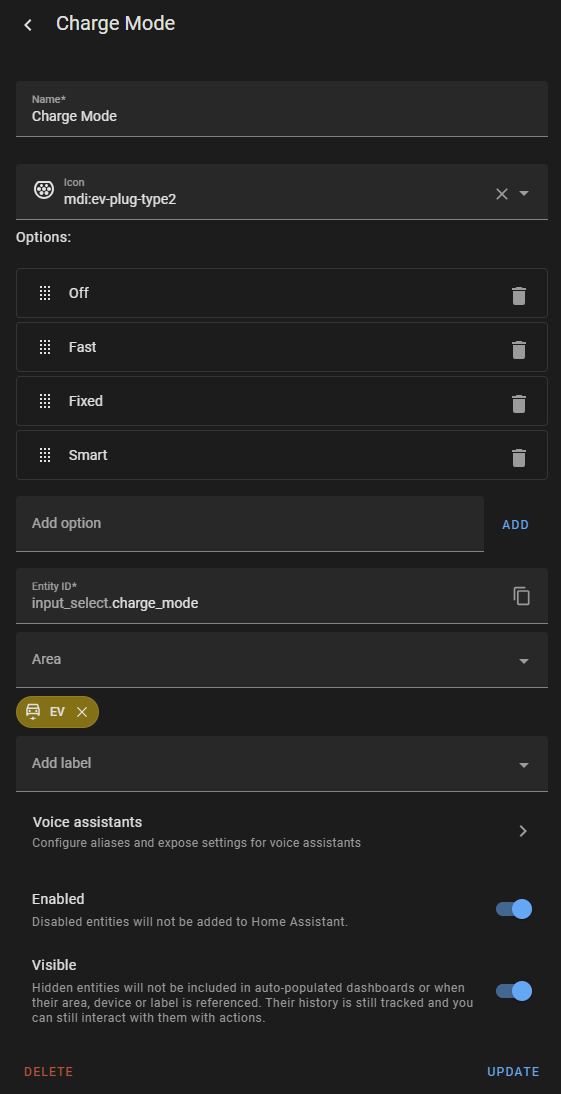 Charge Mode
Name*
Charge Mode
Icon
mdi:ev-plug-type2
Options:
Off
Fast
Fixed
Smart
Add option
ADD
Entity ID*
input_select.charge_mode
Area
EV
Add label
Voice assistants
Configure aliases and expose settings for voice assistants
Enabled
Disabled entities will not be added to Home Assistant.
Visible
Hidden entities will not be included in auto-populated dashboards or when
their area, device or label is referenced. Their history is still tracked and you
can still interact with them with actions.
DELETE
UPDATE